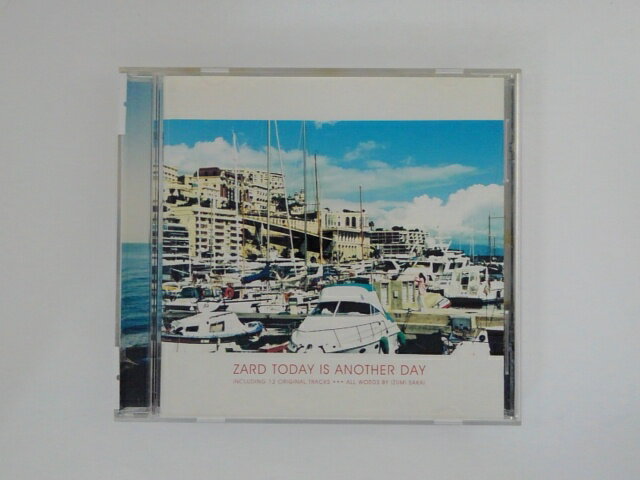 ZARD TODAY IS ANOTHER DAY
INCLUDING 13 ORIGINAL TRACKS *** ALL WORDS BY IZUMI SAKAI